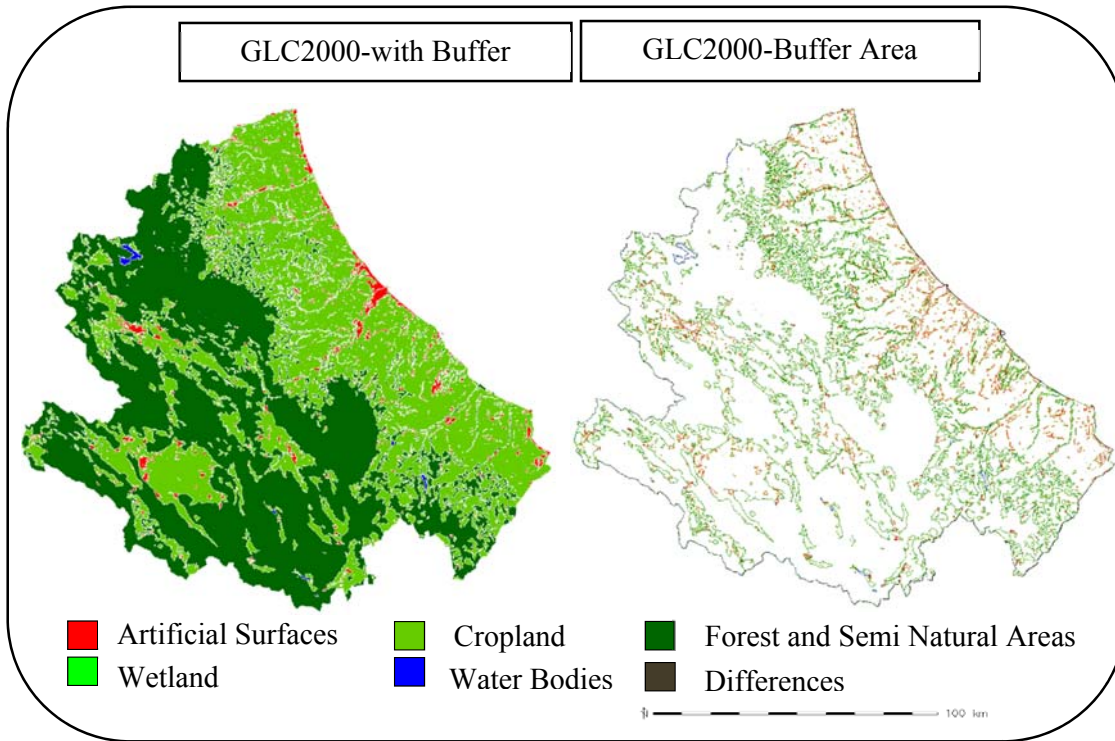 GLC2000-with Buffer
GLC2000-Buffer Area
Artificial Surfaces
Cropland
Forest and Semi Natural Areas
Wetland
Water Bodies
Differences
100 km